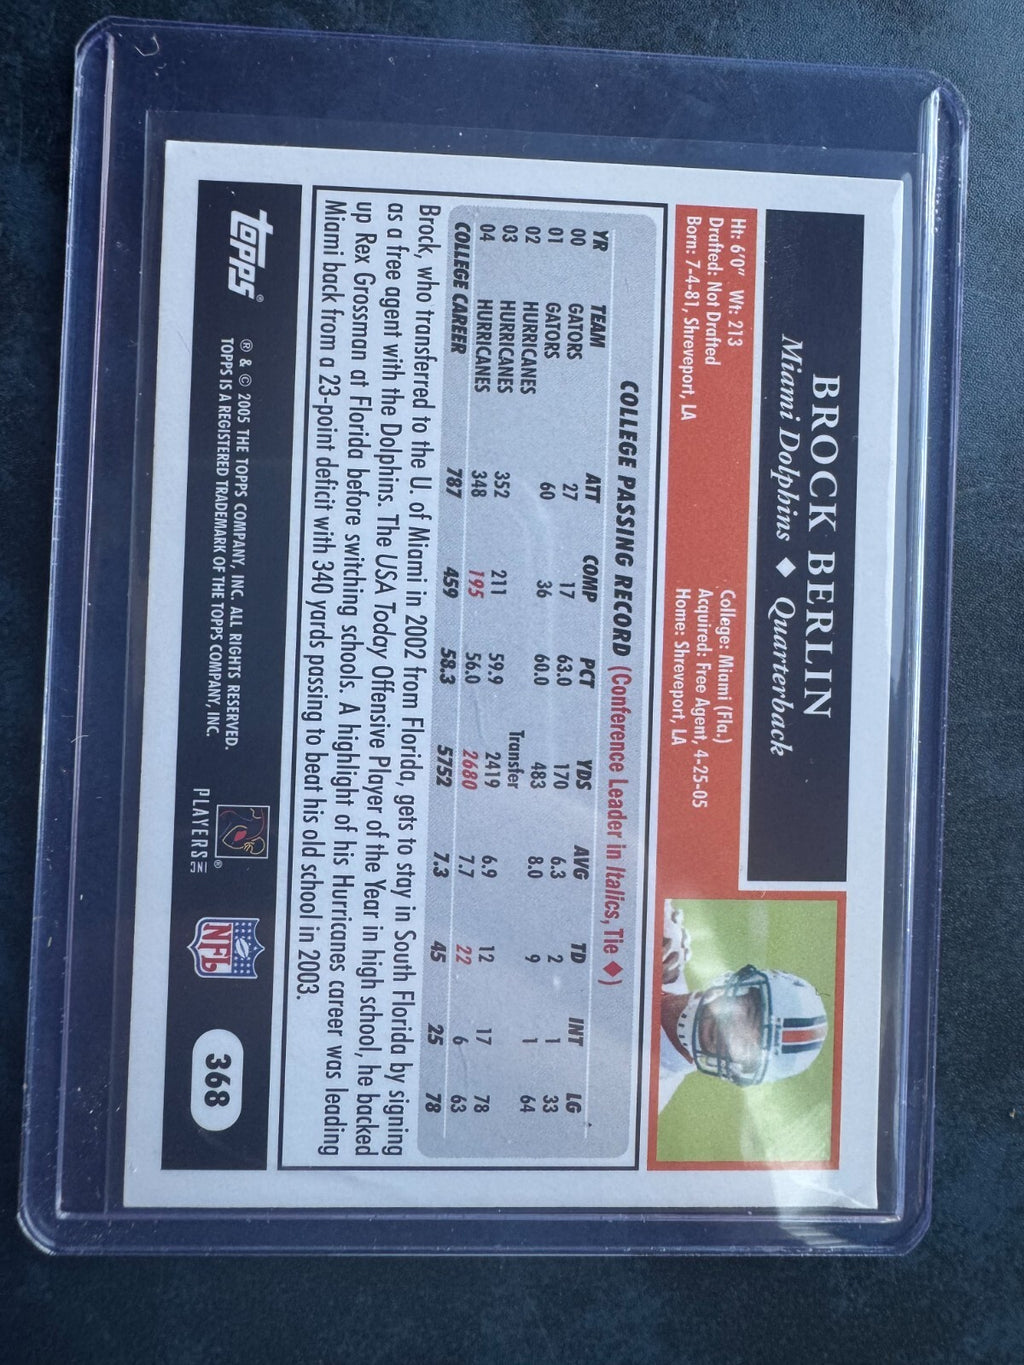 BROCK BERLIN
Miami Dolphins ♦ Quarterback
Ht: 6'0" Wt: 213 College: Miami (Fla.)
Drafted: Not Drafted Acquired: Free Agent, 4-25-05
Born: 7-4-81, Shreveport, LA Home: Shreveport, LA
COLLEGE PASSING RECORD (Conference Leader in Italics, Tie ♦)
YR TEAM ATT COMP PCT YDS AVG TD INT LG
00 GATORS 27 17 63.0 170 6.3 2 1 33
01 GATORS 60 36 60.0 483 8.0 9 1 64
02 HURRICANES Transfer
03 HURRICANES 352 211 59.9 2419 6.9 12 17 78
04 HURRICANES 348 195 56.0 2680 7.7 22 6 63
COLLEGE CAREER 787 459 58.3 5752 7.3 45 25 78
Brock, who transferred to the U. of Miami in 2002 from Florida, gets to stay in South Florida by signing
as a free agent with the Dolphins. The USA Today Offensive Player of the Year in high school, he backed
up Rex Grossman at Florida before switching schools. A highlight of his Hurricanes career was leading
Miami back from a 23-point deficit with 340 yards passing to beat his old school in 2003.
topps®
® & © 2005 THE TOPPS COMPANY, INC. ALL RIGHTS RESERVED.
TOPPS IS A REGISTERED TRADEMARK OF THE TOPPS COMPANY, INC.
PLAYERS INC ®
NFL
368